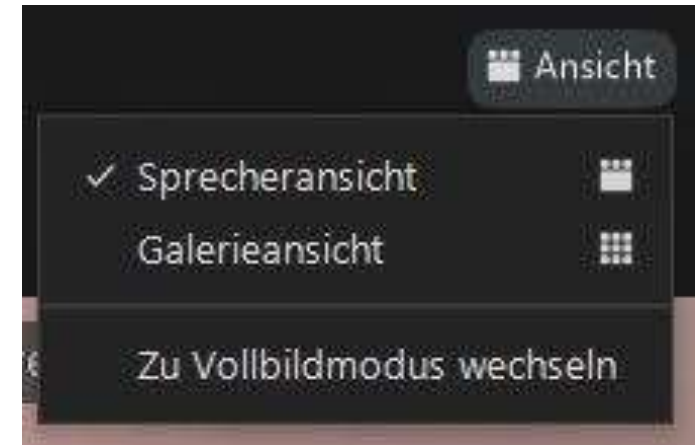 Ansicht
Sprecheransicht
Galerieansicht
Zu Vollbildmodus wechseln